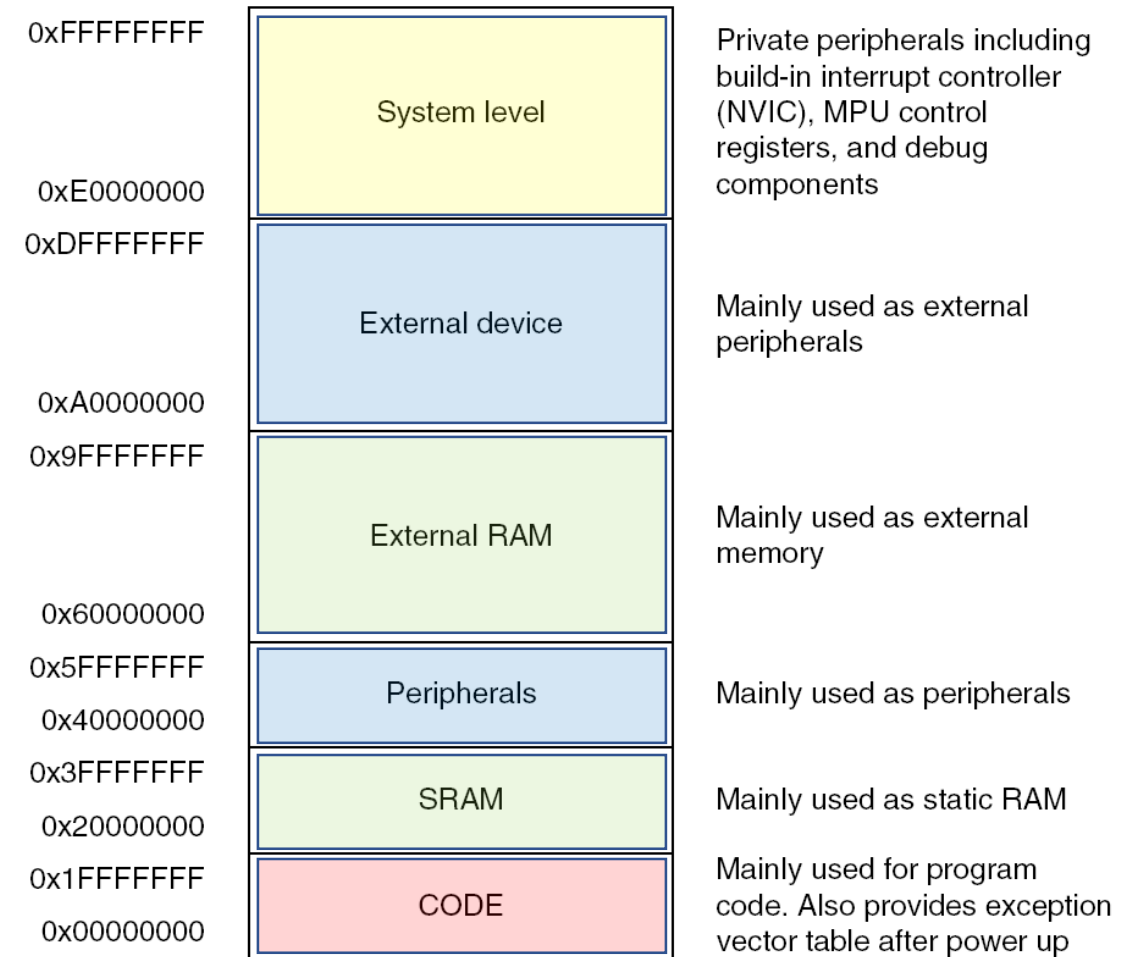 0xFFFFFFFF
System level
Private peripherals including
build-in interrupt controller
(NVIC), MPU control
registers, and debug
components
0xE0000000
0xDFFFFFFF
External device
Mainly used as external
peripherals
0xA0000000
0x9FFFFFFF
External RAM
Mainly used as external
memory
0x60000000
0x5FFFFFFF
Peripherals
Mainly used as peripherals
0x40000000
0x3FFFFFFF
SRAM
Mainly used as static RAM
0x20000000
0x1FFFFFFF
CODE
Mainly used for program
code. Also provides exception
vector table after power up
0x00000000